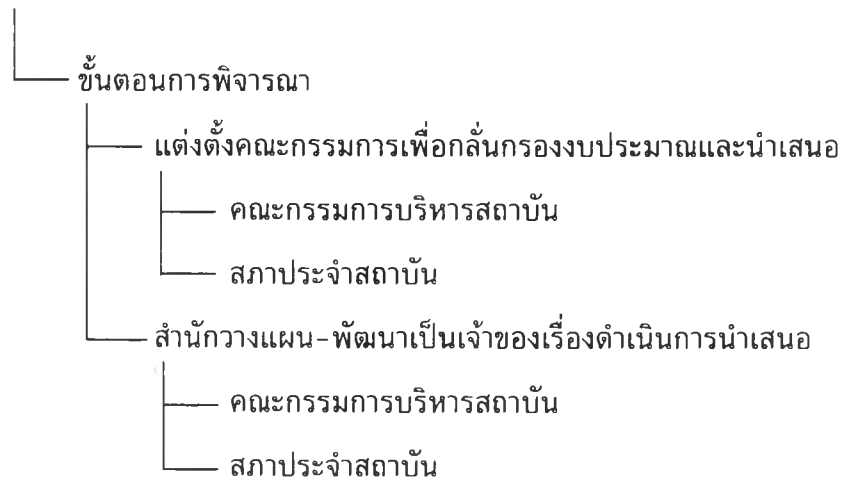 ขั้นตอนการพิจารณา
แต่งตั้งคณะกรรมการเพื่อกลั่นกรองงบประมาณและนำเสนอ
คณะกรรมการบริหารสถาบัน
สภาประจำสถาบัน
สำนักวางแผน-พัฒนาเป็นเจ้าของเรื่องดำเนินการนำเสนอ
คณะกรรมการบริหารสถาบัน
สภาประจำสถาบัน